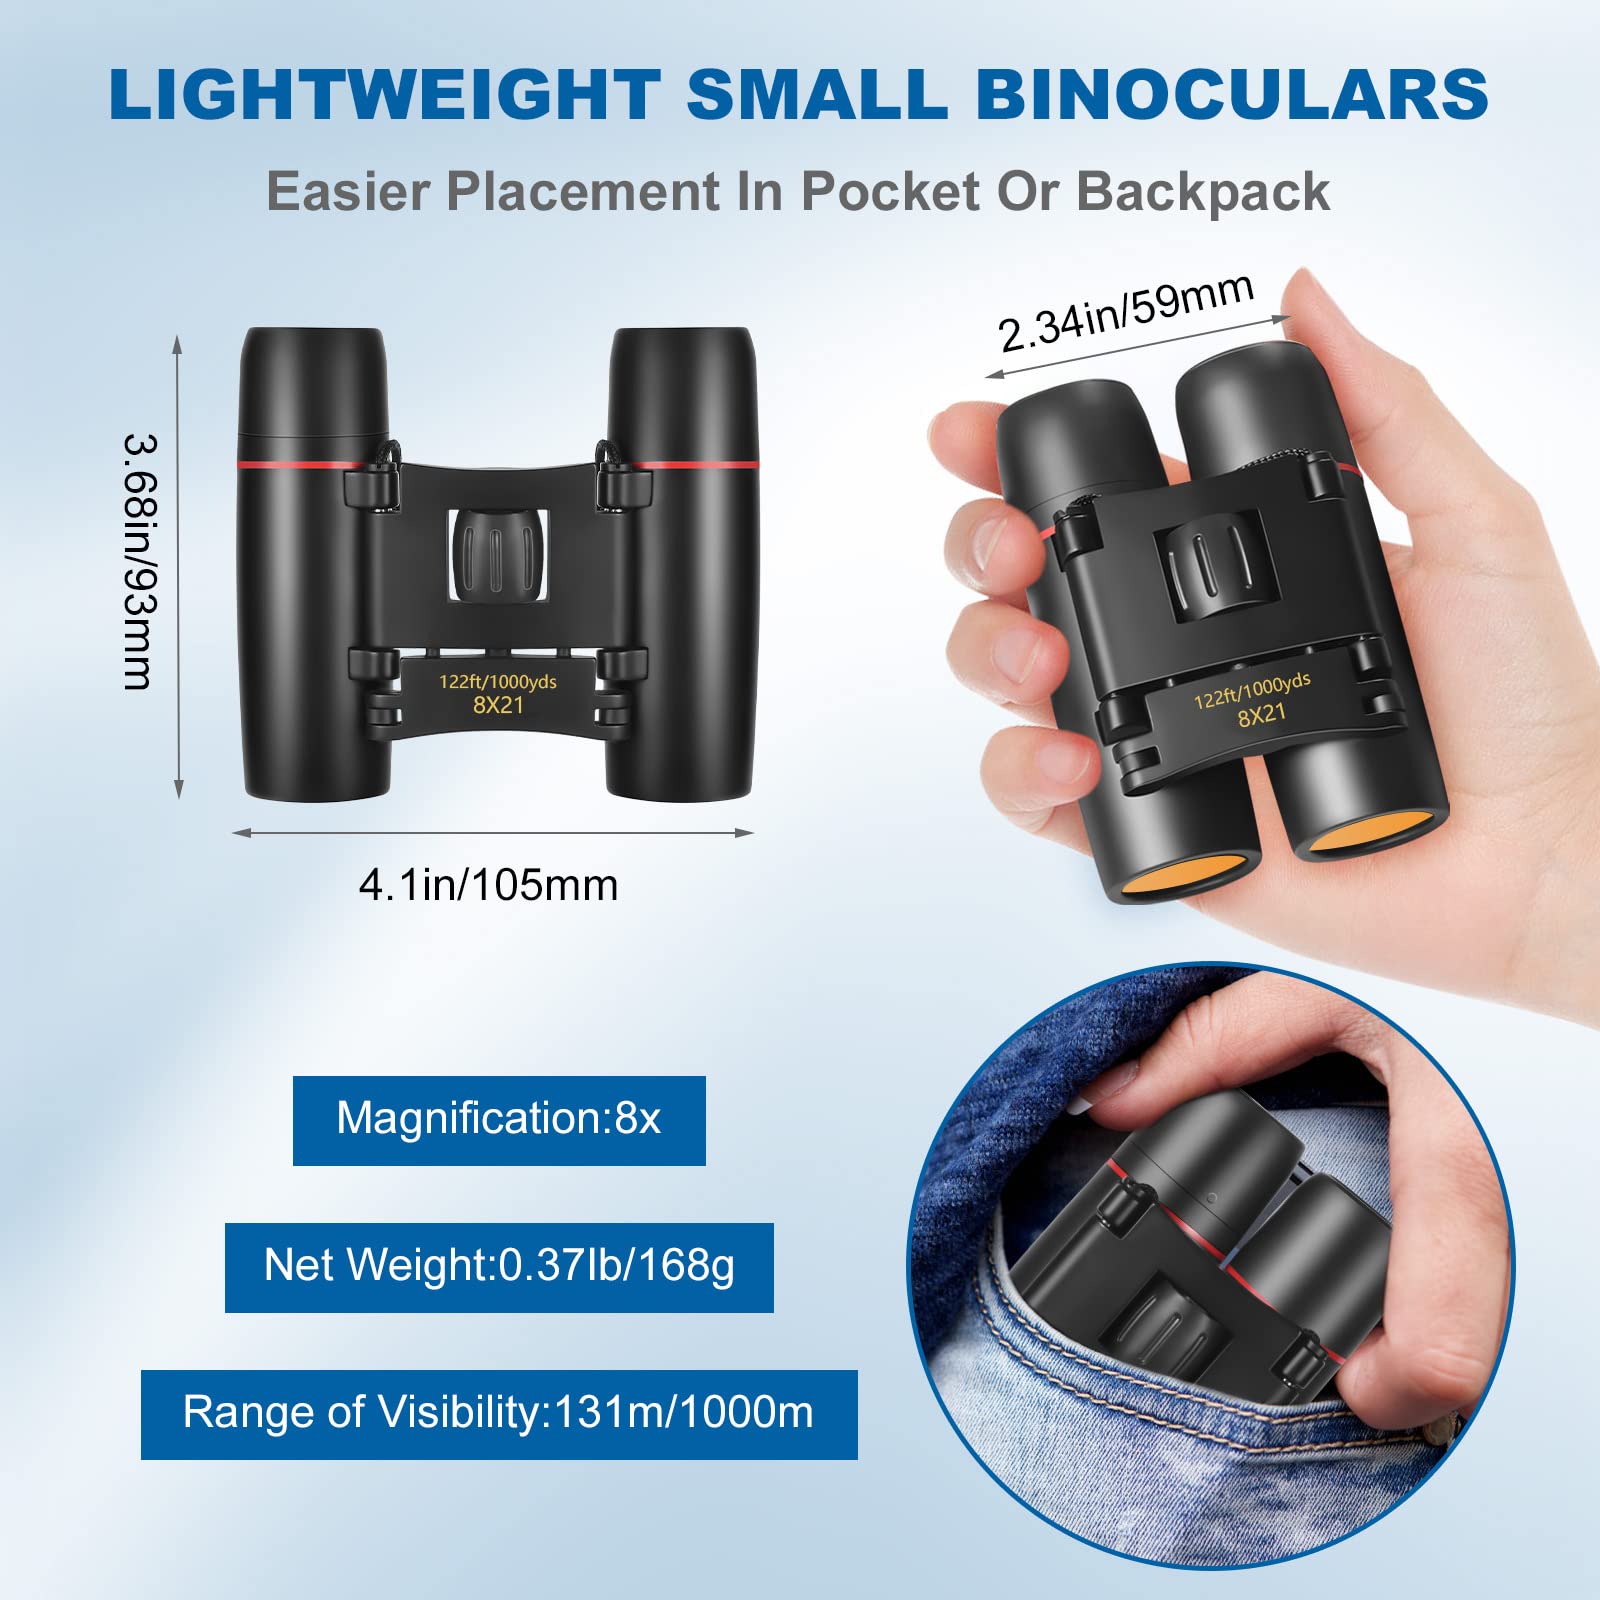 LIGHTWEIGHT SMALL BINOCULARS
Easier Placement In Pocket Or Backpack
2.34in/59mm
3.68in/93mm
122ft/1000yds
8X21
122ft/1000yds
8X21
4.1in/105mm
Magnification:8x
Net Weight:0.37lb/168g
Range of Visibility:131m/1000m